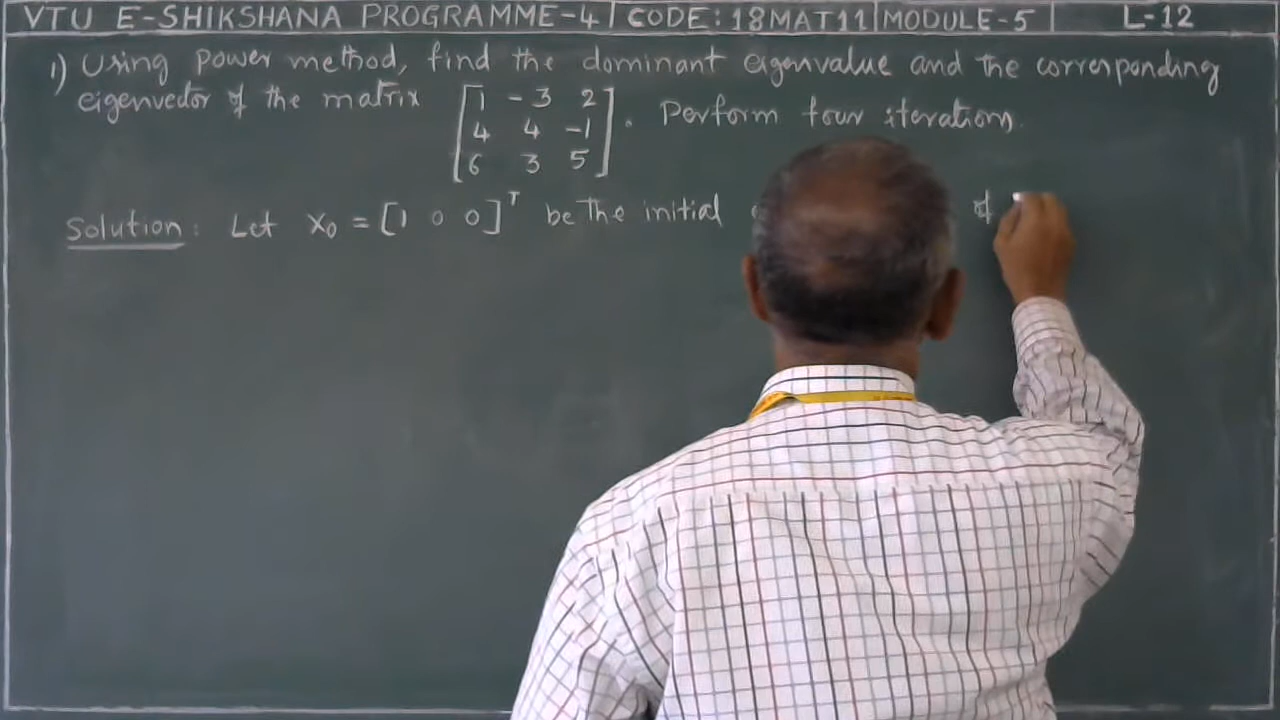 VTU E-SHIKSHANA PROGRAMME-4 | CODE: 18MAT11 | MODULE-5 | L-12
1) Using power method, find the dominant eigenvalue and the corresponding
eigenvector of the matrix [1 -3 2
4 4 -1
6 3 5]. Perform four iterations.
Solution: Let X₀ = [1 0 0]ᵀ be the initial of